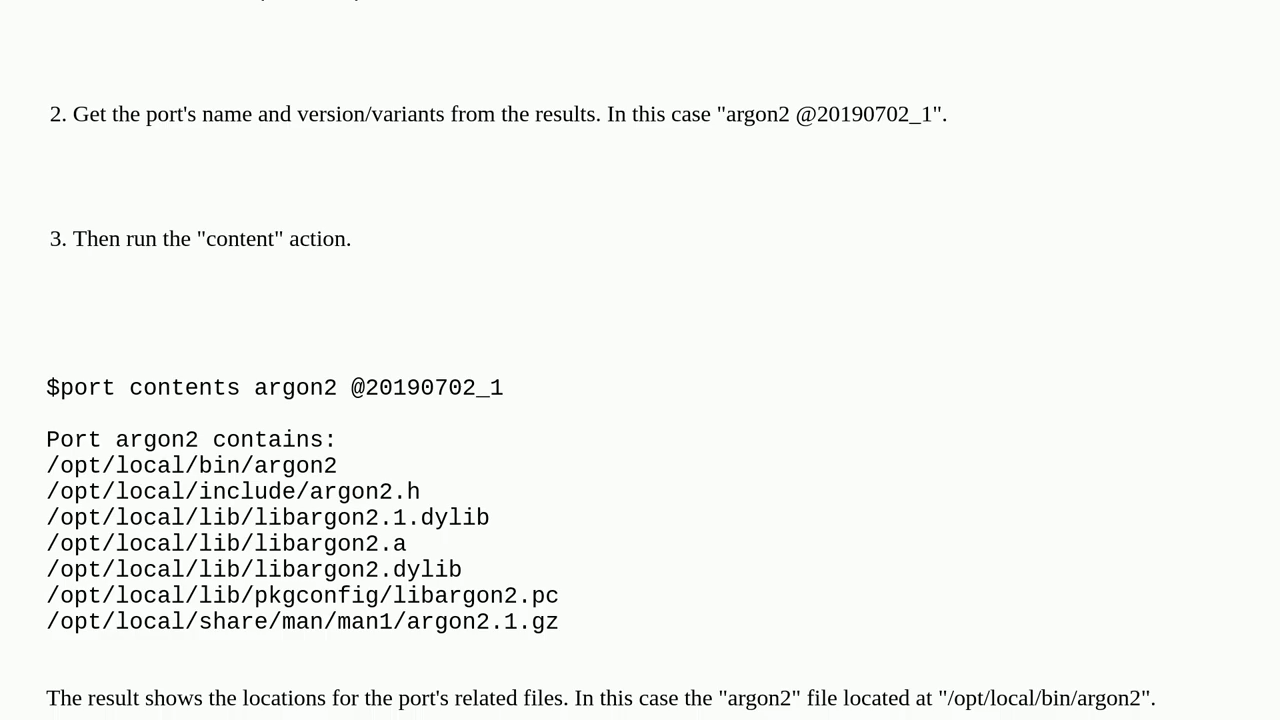 2. Get the port's name and version/variants from the results. In this case "argon2 @20190702_1".
3. Then run the "content" action.
$port contents argon2 @20190702_1
Port argon2 contains:
/opt/local/bin/argon2
/opt/local/include/argon2.h
/opt/local/lib/libargon2.1.dylib
/opt/local/lib/libargon2.a
/opt/local/lib/libargon2.dylib
/opt/local/lib/pkgconfig/libargon2.pc
/opt/local/share/man/man1/argon2.1.gz
The result shows the locations for the port's related files. In this case the "argon2" file located at "/opt/local/bin/argon2".